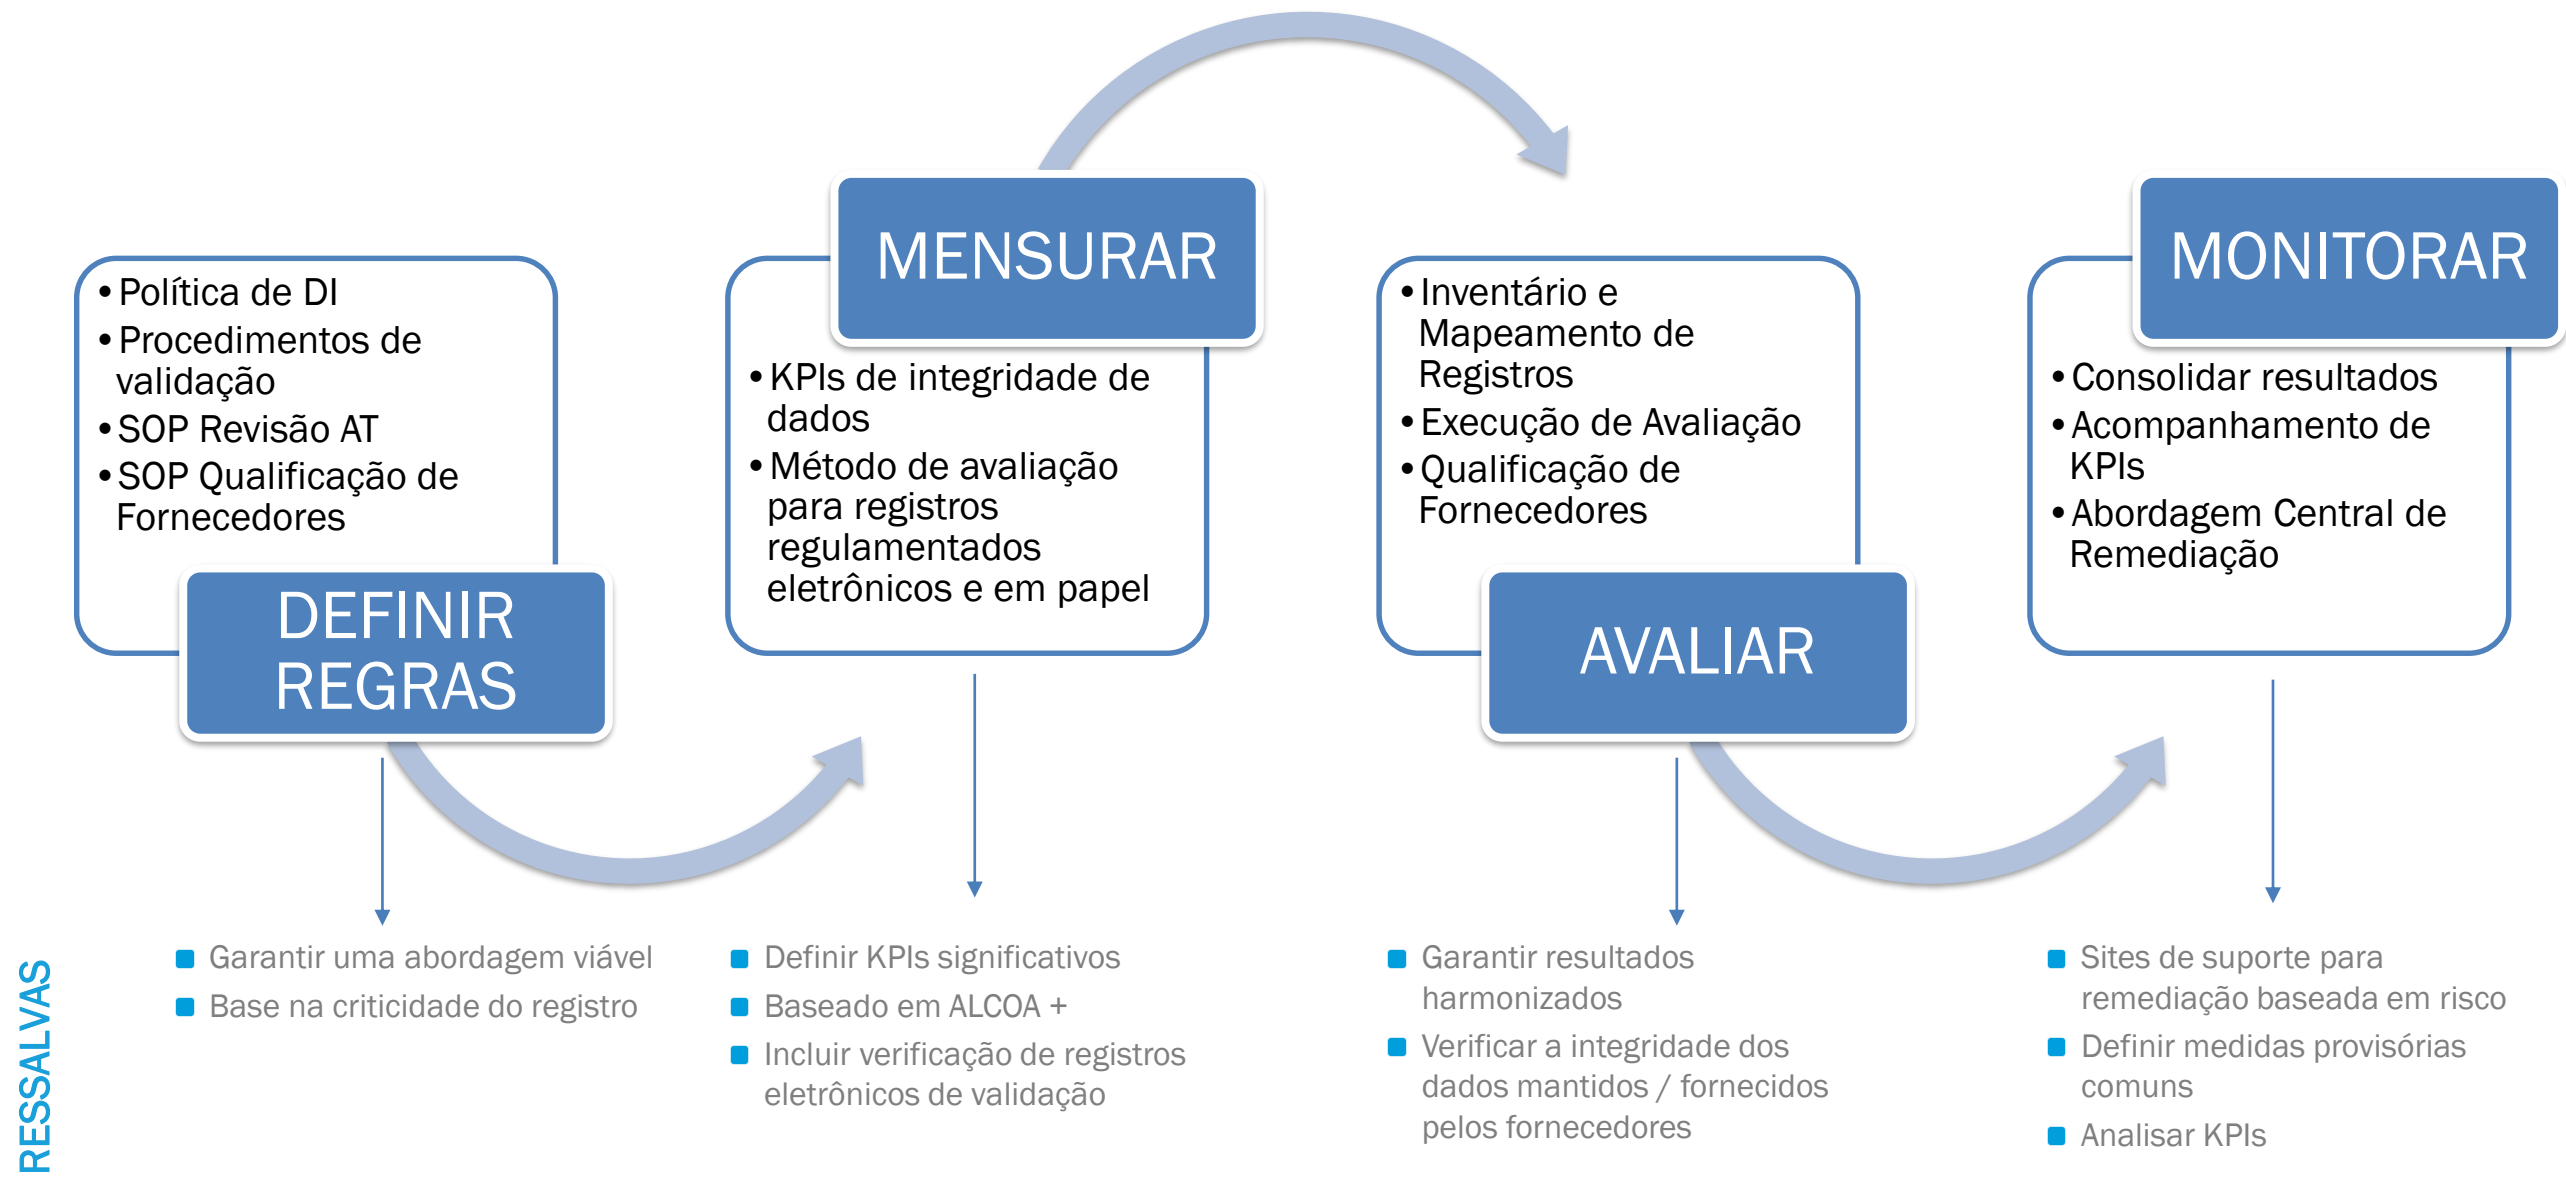 •Política de DI
•Procedimentos de
validação
•SOP Revisão AT
•SOP Qualificação de
Fornecedores
DEFINIR
REGRAS
MENSURAR
•KPIs de integridade de
dados
•Método de avaliação
para registros
regulamentados
eletrônicos e em papel
•Inventário e
Mapeamento de
Registros
•Execução de Avaliação
•Qualificação de
Fornecedores
AVALIAR
MONITORAR
•Consolidar resultados
•Acompanhamento de
KPIs
•Abordagem Central de
Remediação
RESSALVAS
Garantir uma abordagem viável
Base na criticidade do registro
Definir KPIs significativos
Baseado em ALCOA +
Incluir verificação de registros
eletrônicos de validação
Garantir resultados
harmonizados
Verificar a integridade dos
dados mantidos / fornecidos
pelos fornecedores
Sites de suporte para
remediação baseada em risco
Definir medidas provisórias
comuns
Analisar KPIs